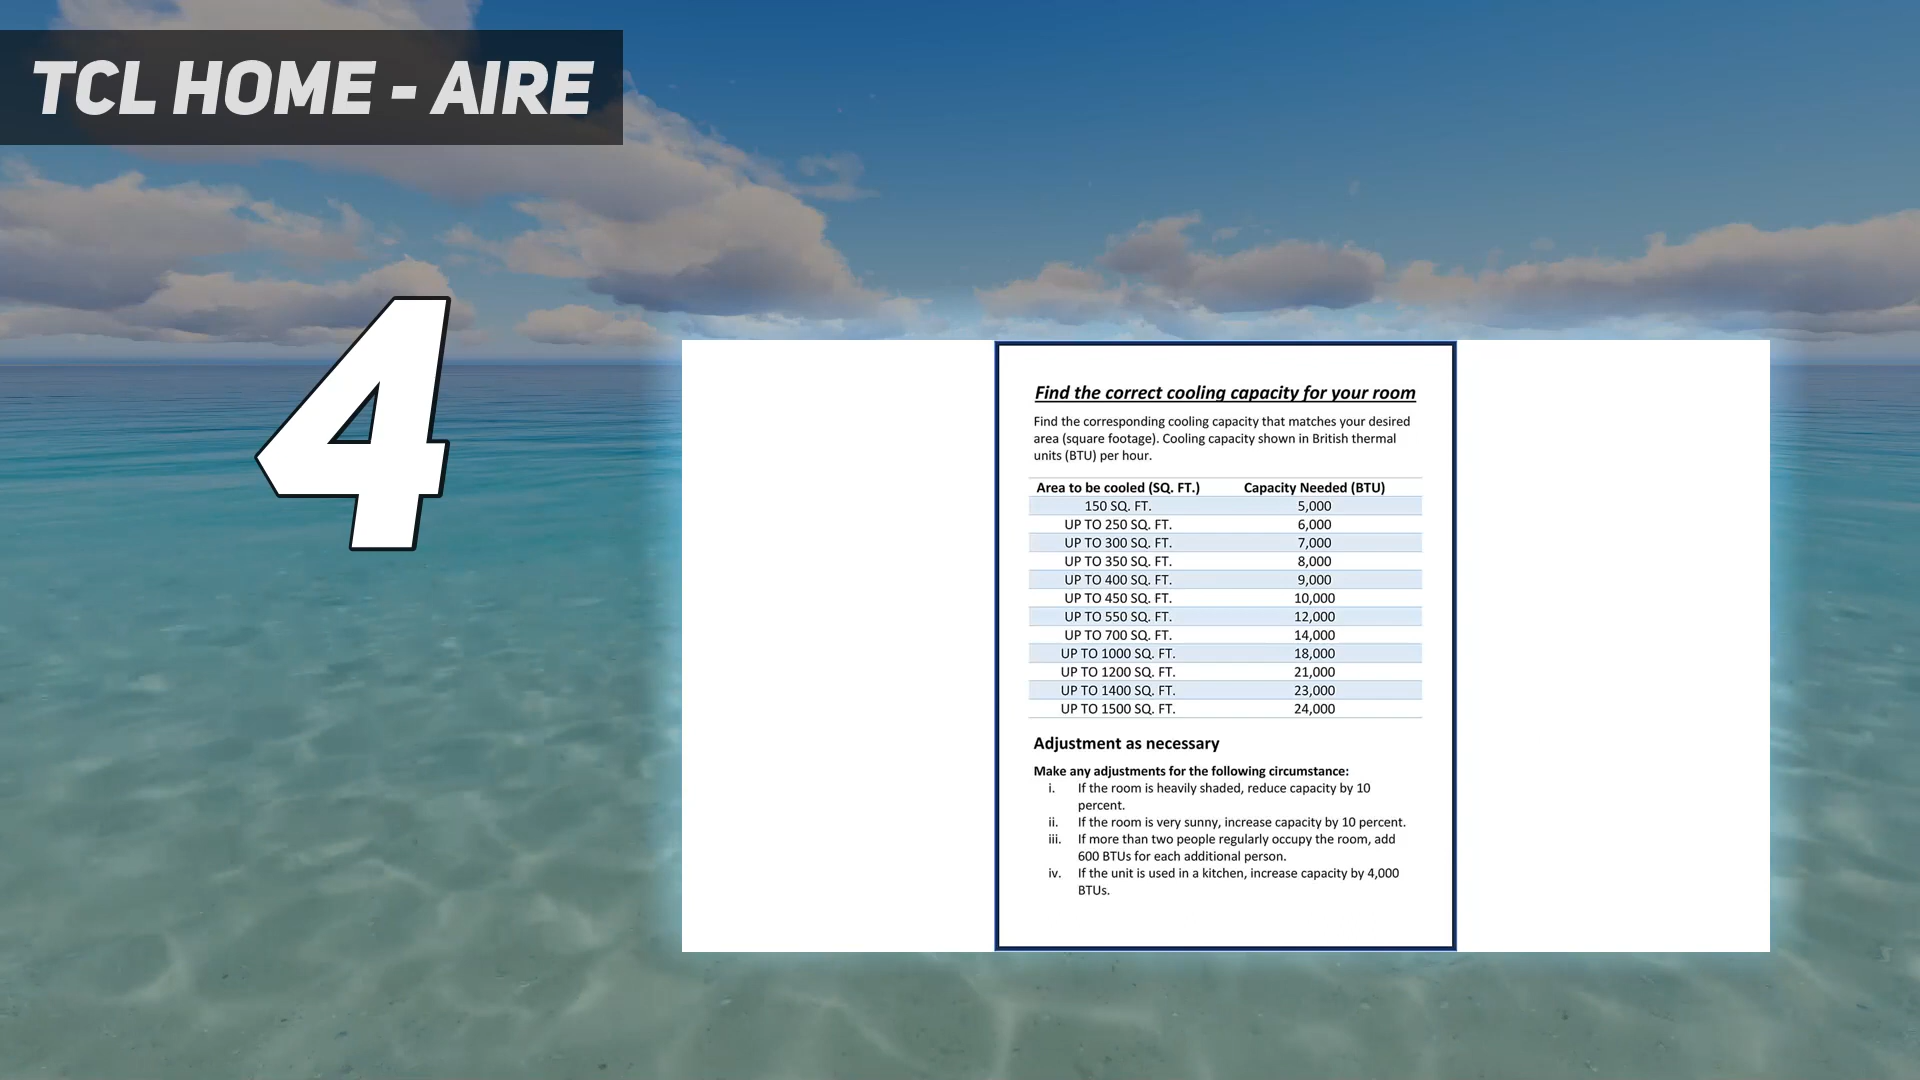 TCL HOME - AIRE
4
Find the correct cooling capacity for your room
Find the corresponding cooling capacity that matches your desired
area (square footage). Cooling capacity shown in British thermal
units (BTU) per hour.
Area to be cooled (SQ. FT.) Capacity Needed (BTU)
150 SQ. FT. 5,000
UP TO 250 SQ. FT. 6,000
UP TO 300 SQ. FT. 7,000
UP TO 350 SQ. FT. 8,000
UP TO 400 SQ. FT. 9,000
UP TO 450 SQ. FT. 10,000
UP TO 550 SQ. FT. 12,000
UP TO 700 SQ. FT. 14,000
UP TO 1000 SQ. FT. 18,000
UP TO 1200 SQ. FT. 21,000
UP TO 1400 SQ. FT. 23,000
UP TO 1500 SQ. FT. 24,000
Adjustment as necessary
Make any adjustments for the following circumstance:
i. If the room is heavily shaded, reduce capacity by 10
percent.
ii. If the room is very sunny, increase capacity by 10 percent.
iii. If more than two people regularly occupy the room, add
600 BTUs for each additional person.
iv. If the unit is used in a kitchen, increase capacity by 4,000
BTUs.